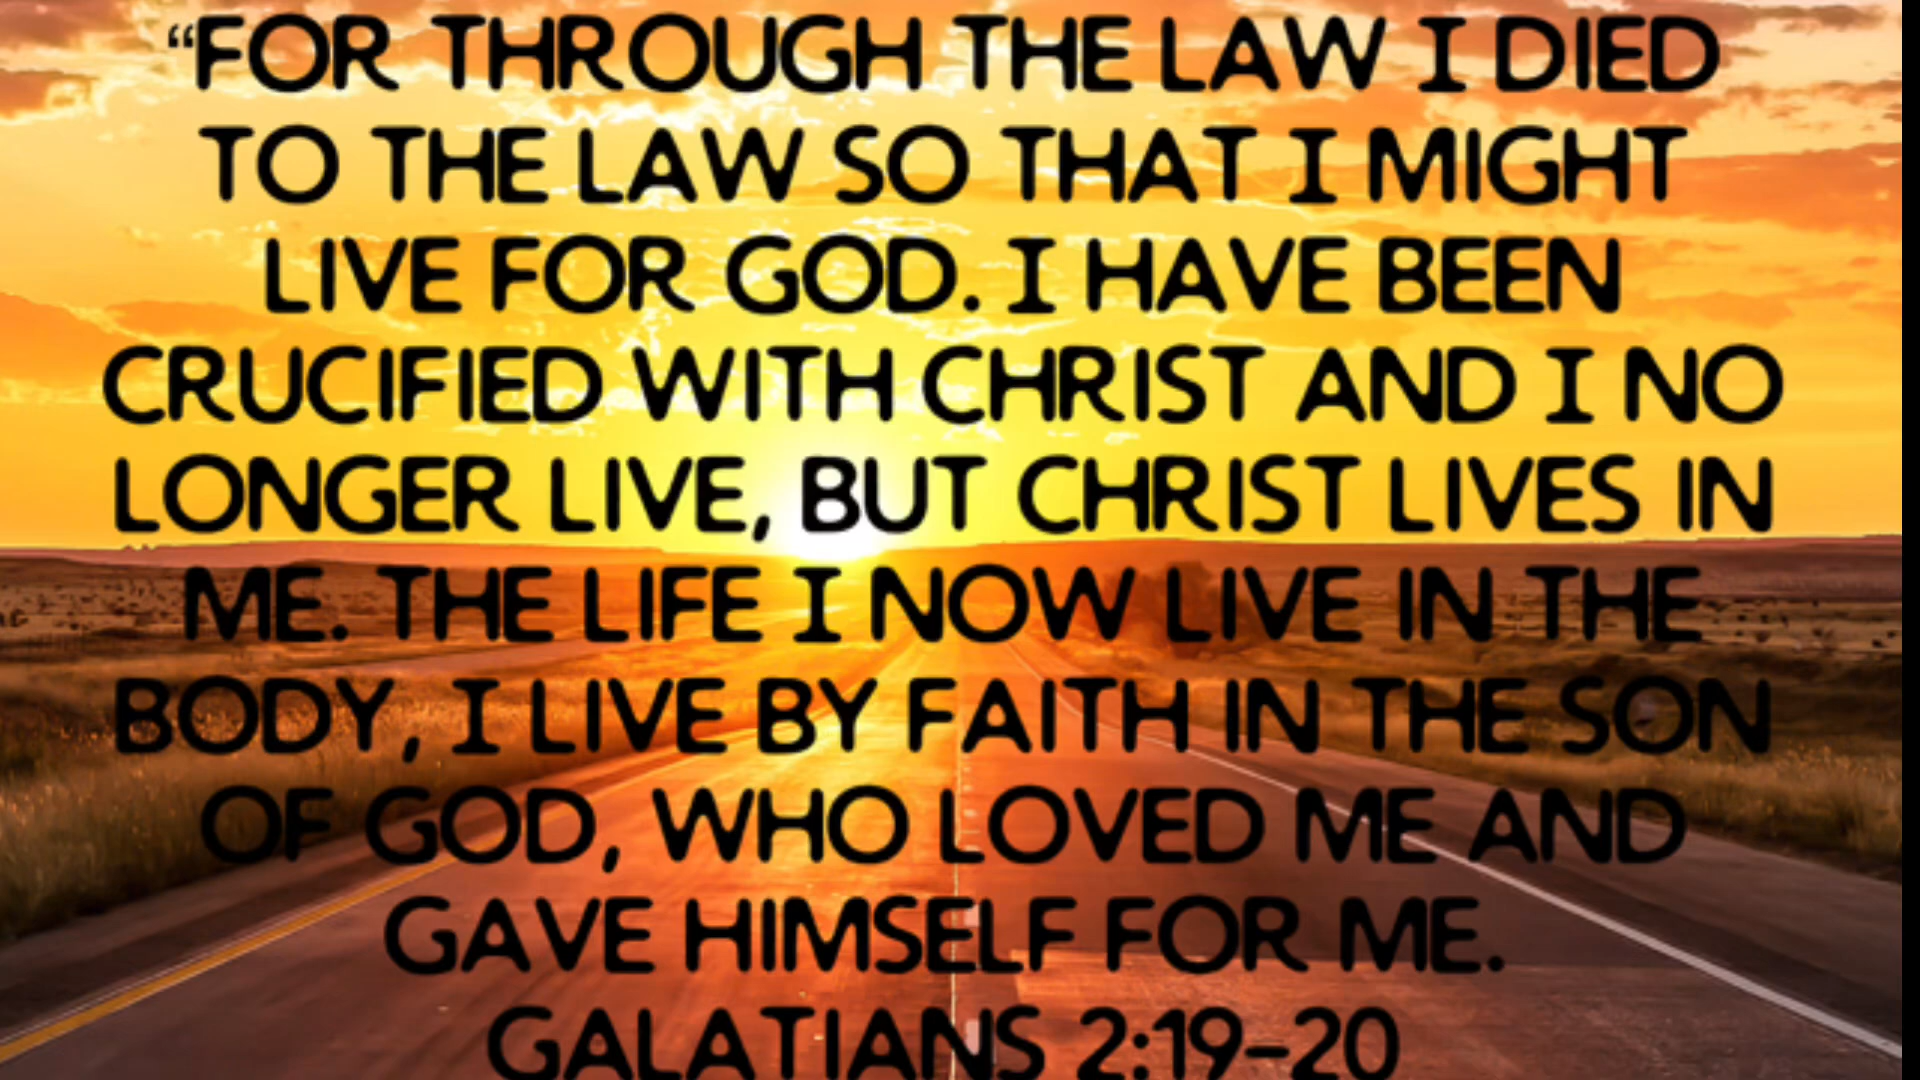 “FOR THROUGH THE LAW I DIED
TO THE LAW SO THAT I MIGHT
LIVE FOR GOD. I HAVE BEEN
CRUCIFIED WITH CHRIST AND I NO
LONGER LIVE, BUT CHRIST LIVES IN
ME. THE LIFE I NOW LIVE IN THE
BODY, I LIVE BY FAITH IN THE SON
OF GOD, WHO LOVED ME AND
GAVE HIMSELF FOR ME.
GALATIANS 2:19-20